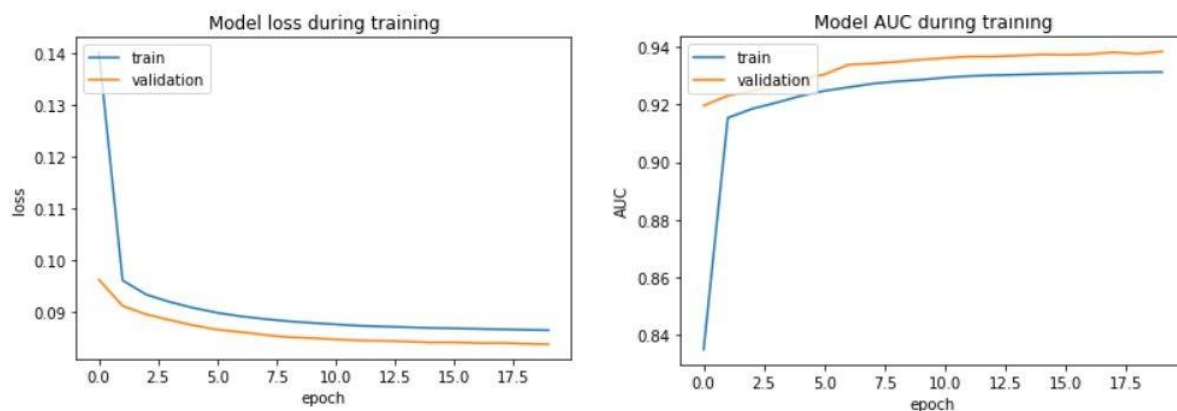 Model loss during training
0.14
0.13
0.12
0.11
0.10
0.09
loss
train
validation
0.0 2.5 5.0 7.5 10.0 12.5 15.0 17.5
epoch
Model AUC during training
0.94
0.92
0.90
0.88
0.86
0.84
AUC
train
validation
0.0 2.5 5.0 7.5 10.0 12.5 15.0 17.5
epoch